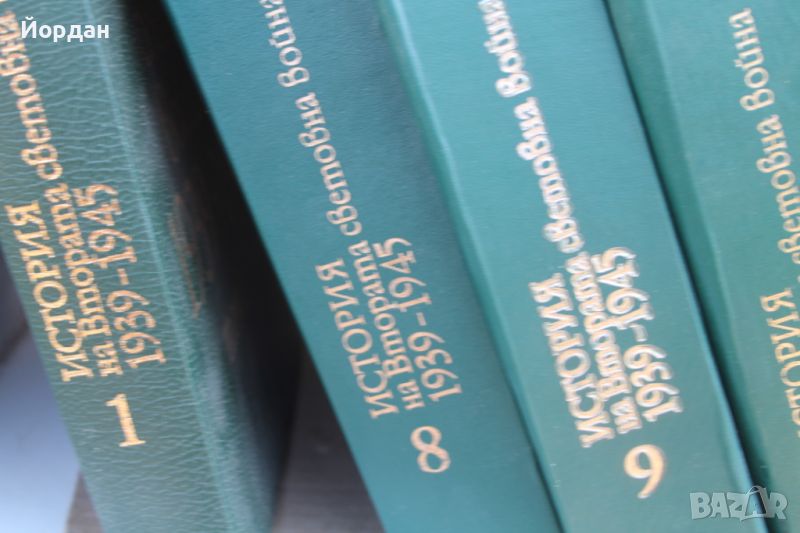 Йордан
ИСТОРИЯ
на Втората световна
1939-1945
1
ИСТОРИЯ
на Втората световна война
1939-1945
8
ИСТОРИЯ
на Втората световна война
1939-1945
9
световна война
BAZAR